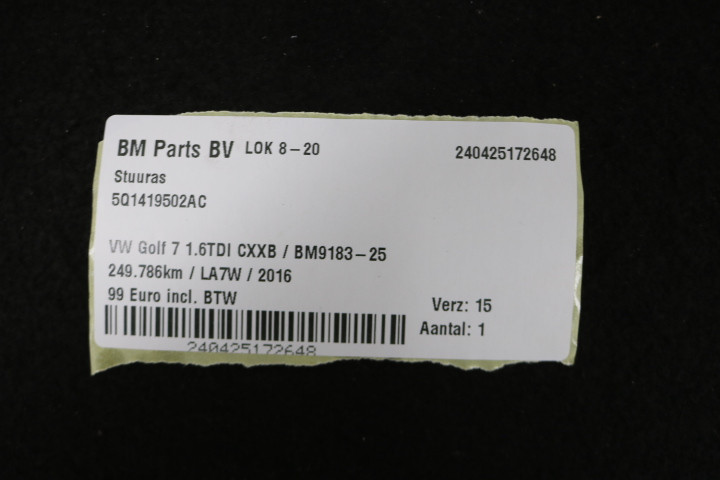 BM Parts BV LOK 8-20 240425172648
Stuuras
5Q1419502AC
VW Golf 7 1.6TDI CXXB / BM9183-25
249.786km / LA7W / 2016
99 Euro incl. BTW
Verz: 15
Aantal: 1
240425172648